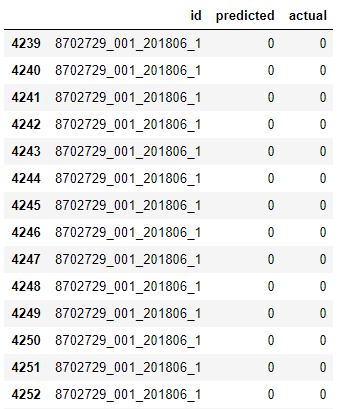 id predicted actual
4239 8702729_001_201806_1 0 0
4240 8702729_001_201806_1 0 0
4241 8702729_001_201806_1 0 0
4242 8702729_001_201806_1 0 0
4243 8702729_001_201806_1 0 0
4244 8702729_001_201806_1 0 0
4245 8702729_001_201806_1 0 0
4246 8702729_001_201806_1 0 0
4247 8702729_001_201806_1 0 0
4248 8702729_001_201806_1 0 0
4249 8702729_001_201806_1 0 0
4250 8702729_001_201806_1 0 0
4251 8702729_001_201806_1 0 0
4252 8702729_001_201806_1 0 0